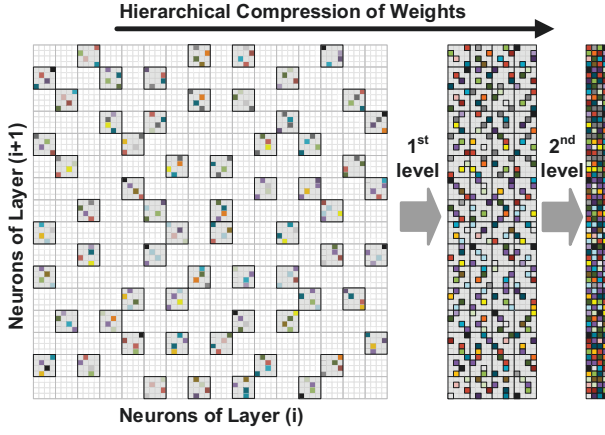 Hierarchical Compression of Weights
Neurons of Layer (i+1)
1st
level
2nd
level
Neurons of Layer (i)